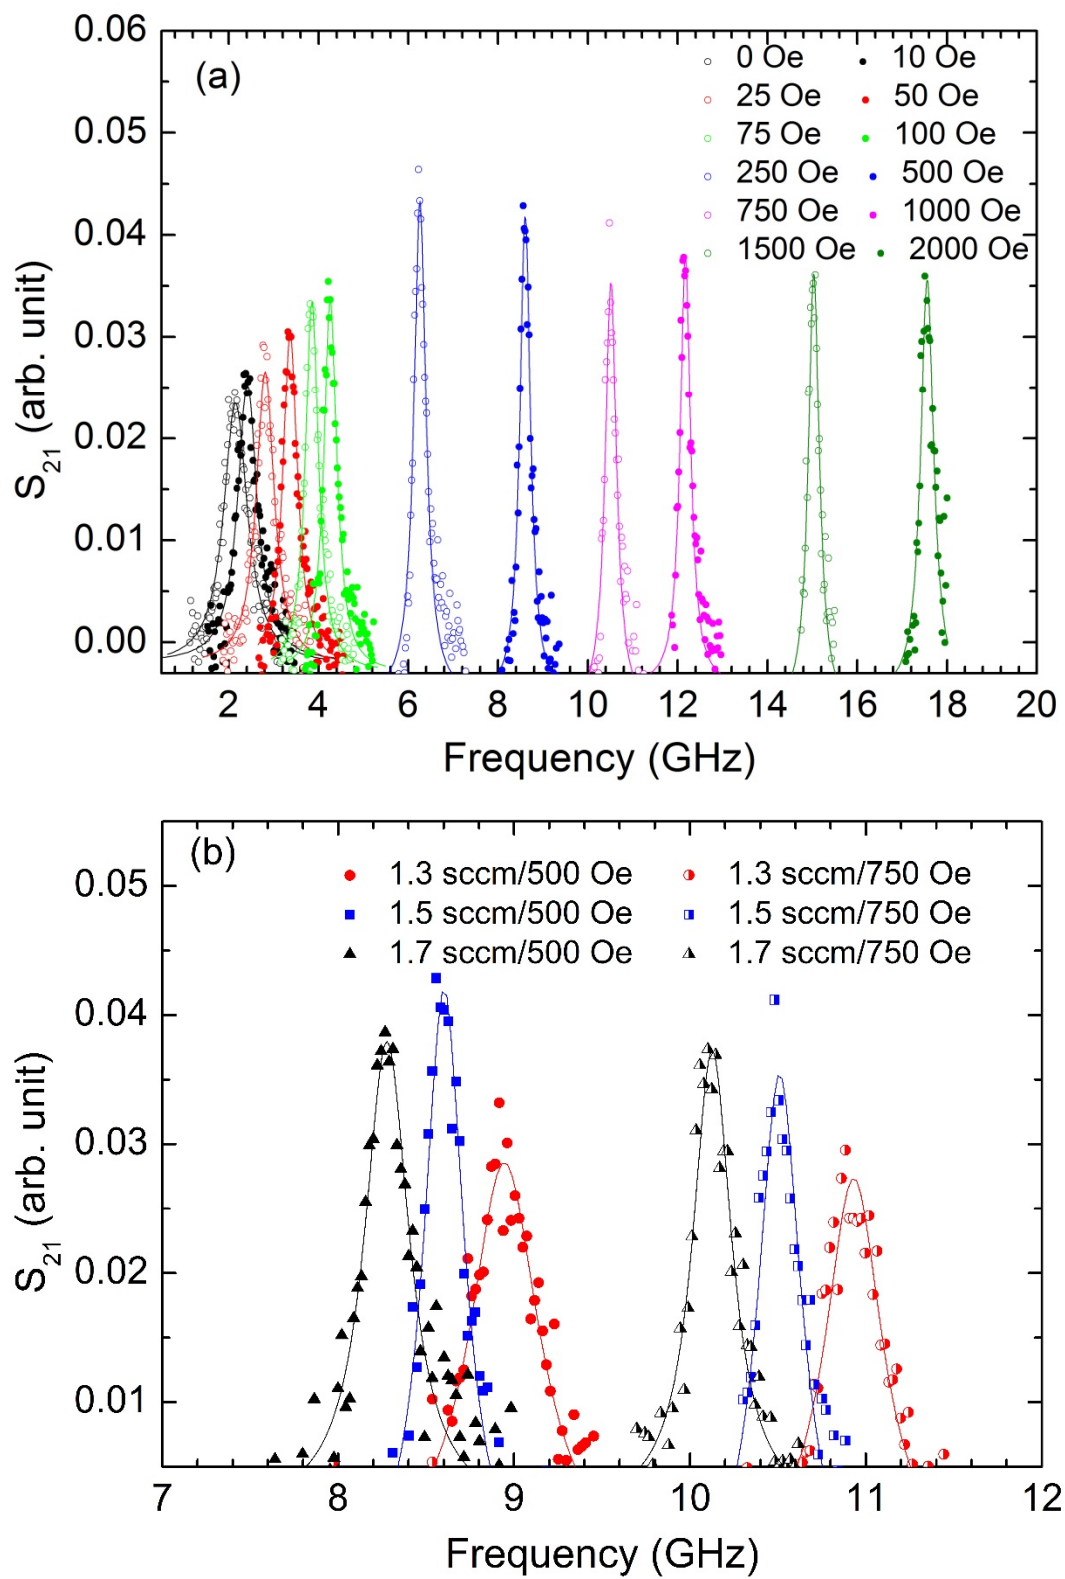 0.06
(a)
0 Oe 10 Oe
25 Oe 50 Oe
0.05
75 Oe 100 Oe
250 Oe 500 Oe
0.04
750 Oe 1000 Oe
1500 Oe 2000 Oe
0.03
0.02
0.01
0.00
S21 (arb. unit)
2 4 6 8 10 12 14 16 18 20
Frequency (GHz)
(b)
1.3 sccm/500 Oe 1.3 sccm/750 Oe
0.05
1.5 sccm/500 Oe 1.5 sccm/750 Oe
1.7 sccm/500 Oe 1.7 sccm/750 Oe
0.04
0.03
0.02
0.01
S21 (arb. unit)
7 8 9 10 11 12
Frequency (GHz)